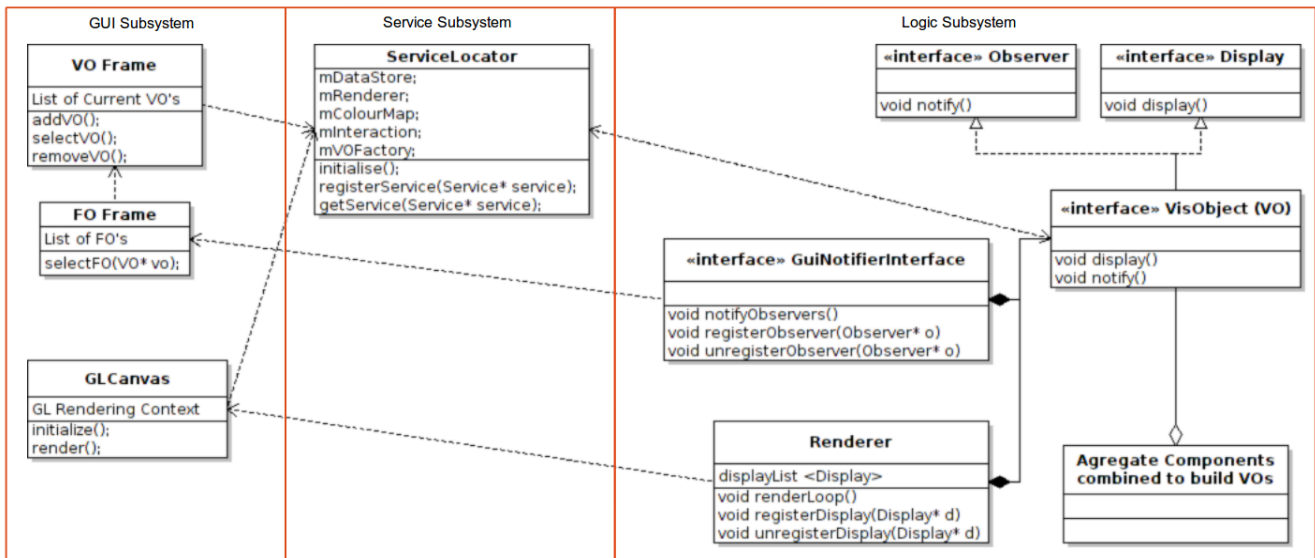 GUI Subsystem
Service Subsystem
Logic Subsystem
VO Frame
List of Current VO's
addVO();
selectVO();
removeVO();
FO Frame
List of FO's
selectFO(VO* vo);
GLCanvas
GL Rendering Context
initialize();
render();
ServiceLocator
mDataStore;
mRenderer;
mColourMap;
mInteraction;
mVOFactory;
initialise();
registerService(Service* service);
getService(Service* service);
«interface» Observer
void notify()
«interface» Display
void display()
«interface» VisObject (VO)
void display()
void notify()
«interface» GuiNotifierInterface
void notifyObservers()
void registerObserver(Observer* o)
void unregisterObserver(Observer* o)
Renderer
displayList <Display>
void renderLoop()
void registerDisplay(Display* d)
void unregisterDisplay(Display* d)
Agregate Components
combined to build VOs